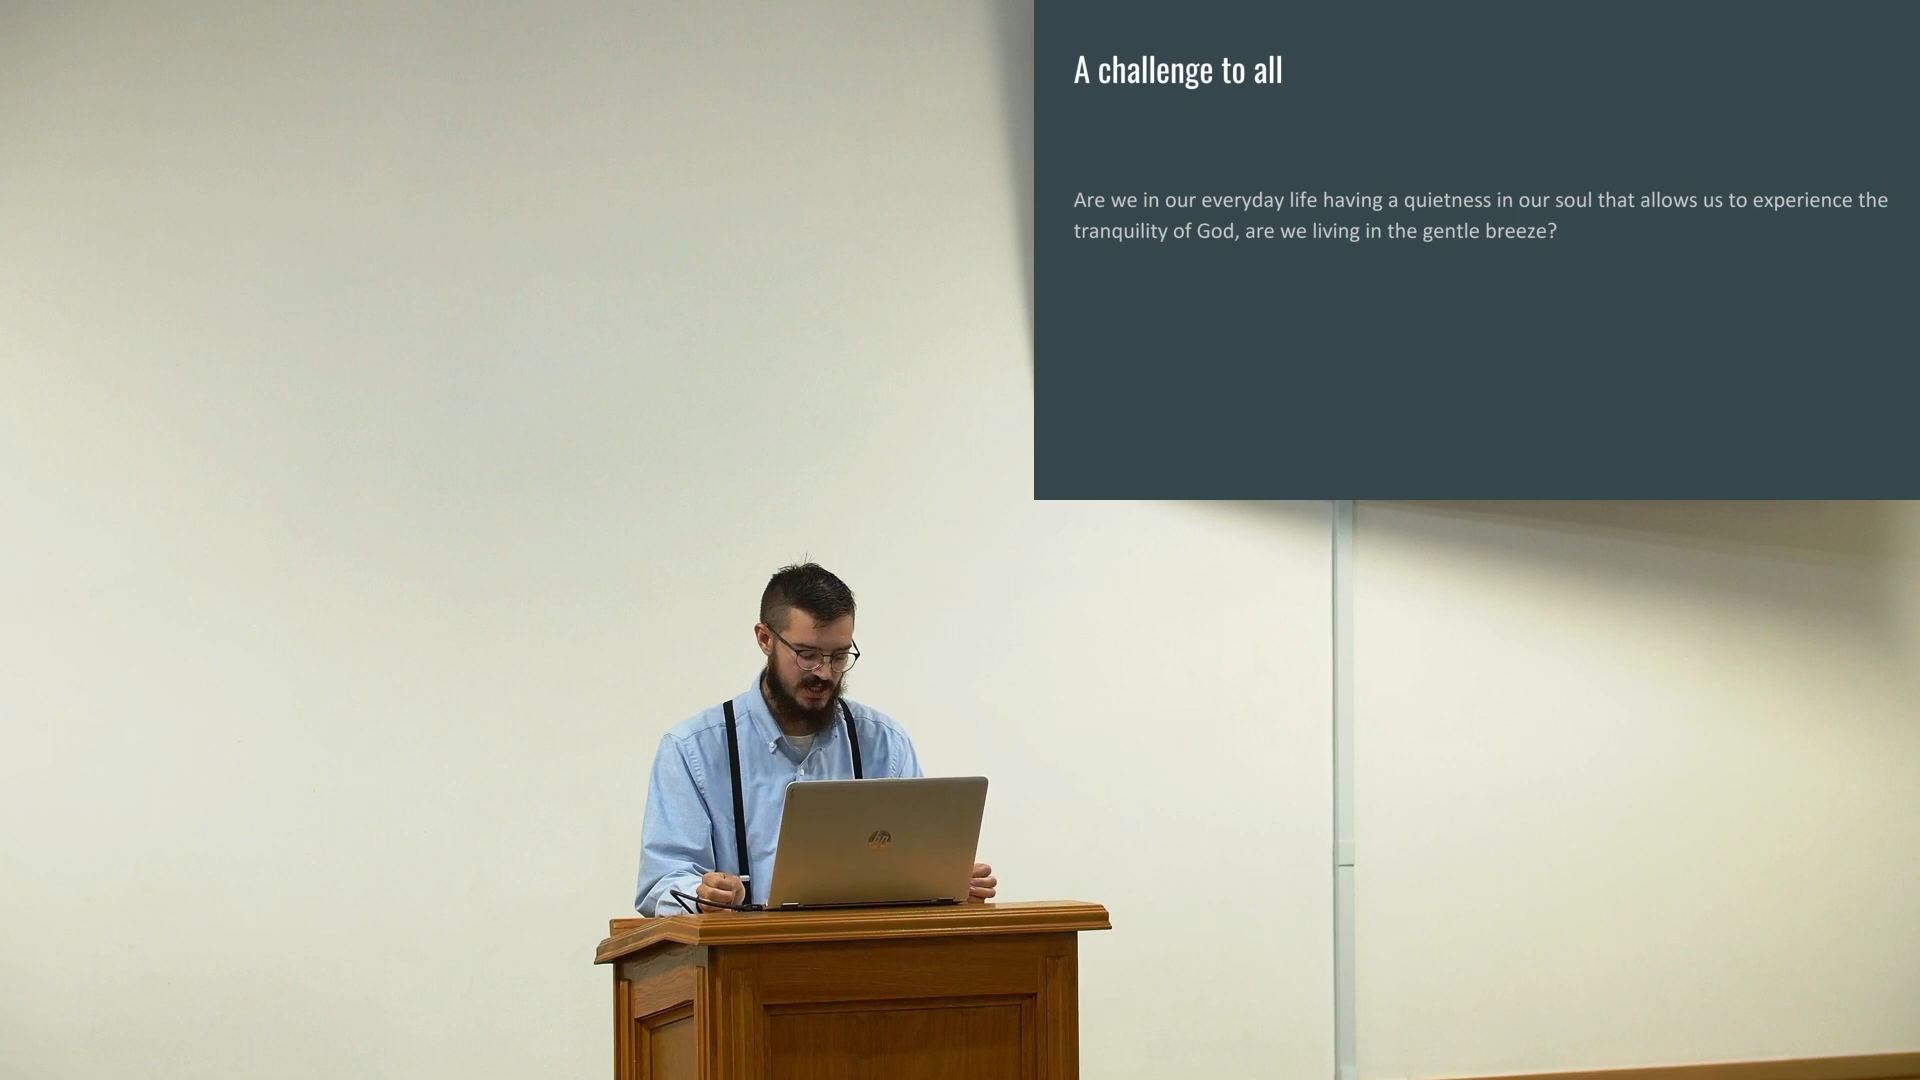 A challenge to all
Are we in our everyday life having a quietness in our soul that allows us to experience the
tranquility of God, are we living in the gentle breeze?
hp